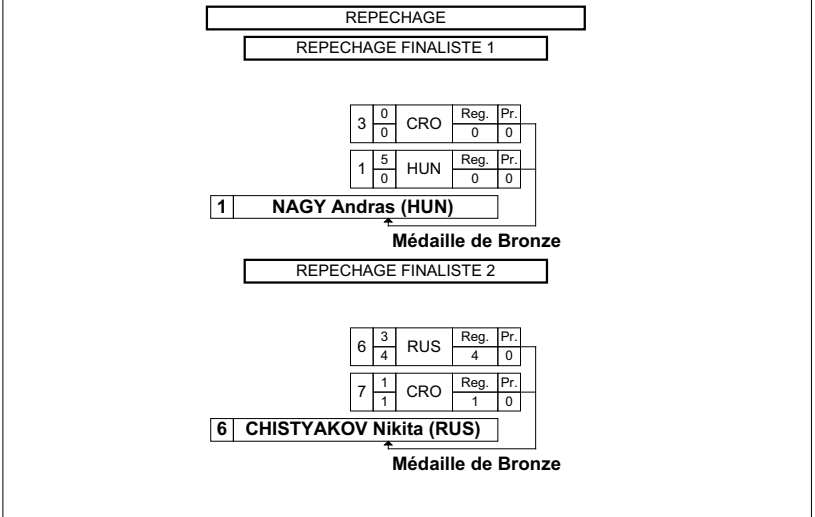 REPECHAGE
REPECHAGE FINALISTE 1
3 0 CRO Reg. Pr.
0 0 0
1 5 HUN Reg. Pr.
0 0 0
1 NAGY Andras (HUN)
Médaille de Bronze
REPECHAGE FINALISTE 2
6 3 RUS Reg. Pr.
4 4 0
7 1 CRO Reg. Pr.
1 1 0
6 CHISTYAKOV Nikita (RUS)
Médaille de Bronze